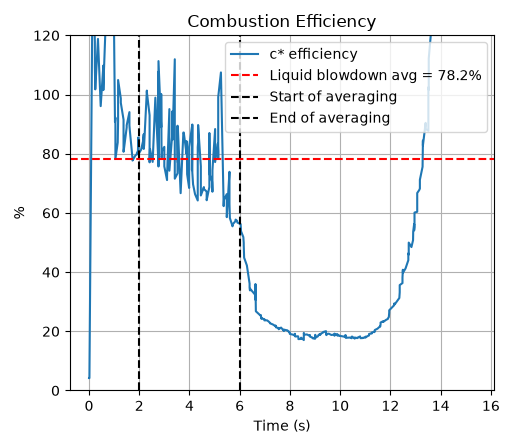 Combustion Efficiency
c* efficiency
Liquid blowdown avg = 78.2%
Start of averaging
End of averaging
120
100
80
60
40
20
0
%
0 2 4 6 8 10 12 14 16
Time (s)